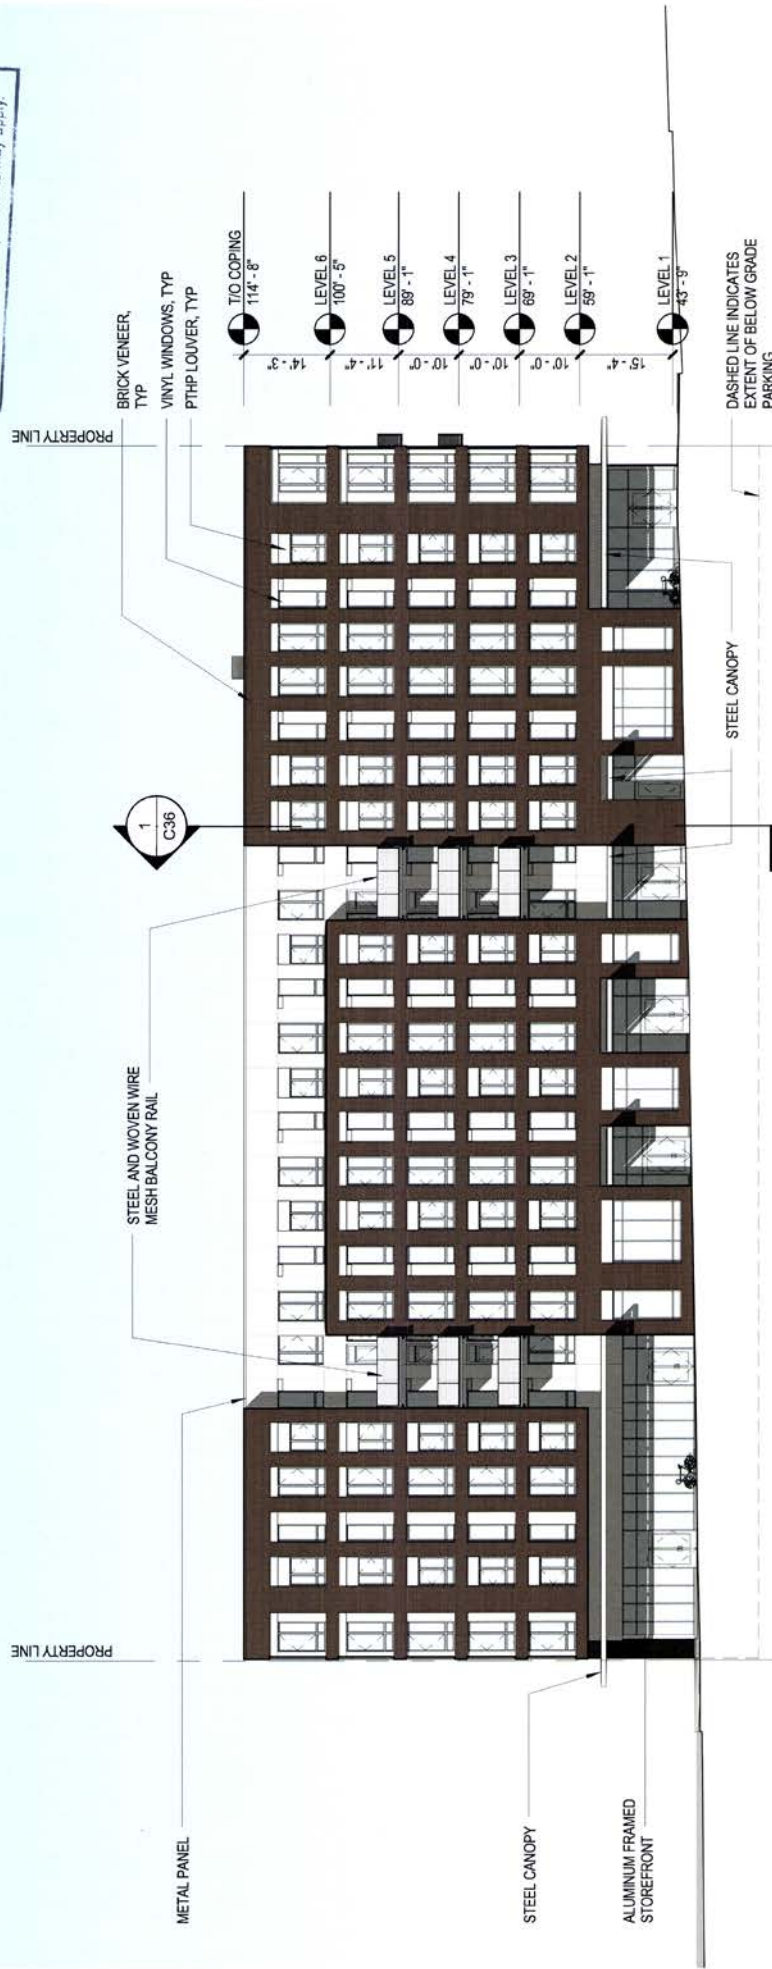 apply.
PROPERTY LINE
PROPERTY LINE
METAL PANEL
STEEL AND WOVEN WIRE
MESH BALCONY RAIL
1
C36
BRICK VENEER,
TYP
VINYL WINDOWS, TYP
PTHP LOUVER, TYP
T/O COPING
114' - 8"
14' - 3"
LEVEL 6
100' - 5"
11' - 4"
LEVEL 5
89' - 1"
10' - 0"
LEVEL 4
79' - 1"
10' - 0"
LEVEL 3
69' - 1"
10' - 0"
LEVEL 2
59' - 1"
15' - 4"
LEVEL 1
43' - 9"
STEEL CANOPY
ALUMINUM FRAMED
STOREFRONT
STEEL CANOPY
DASHED LINE INDICATES
EXTENT OF BELOW GRADE
PARKING